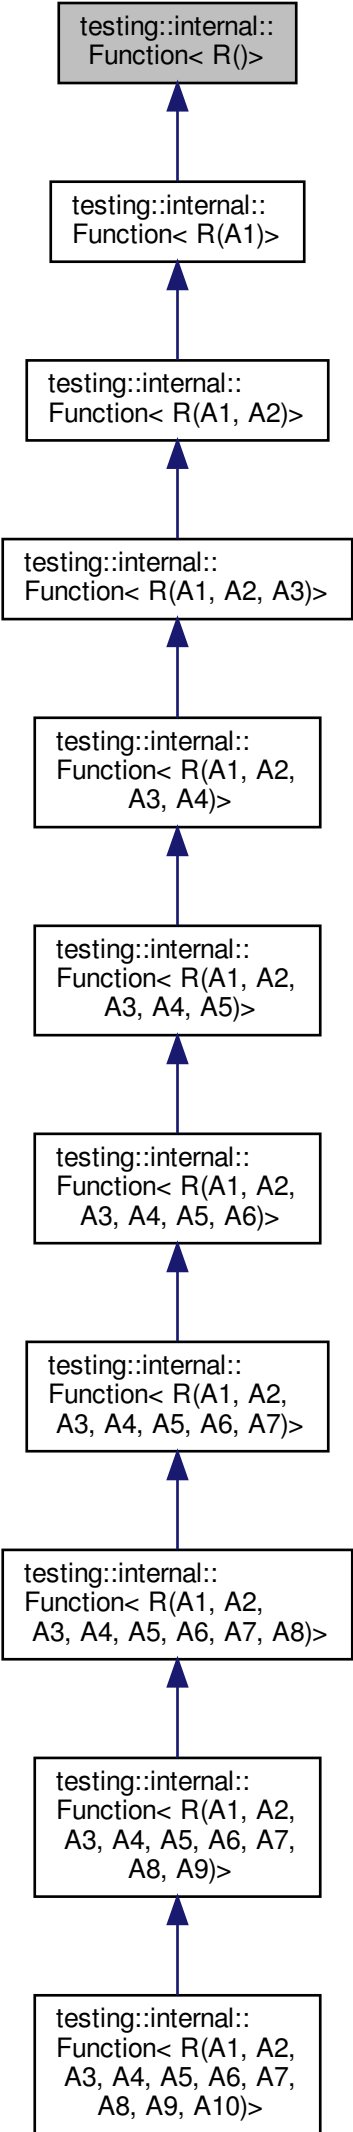 testing::internal::
Function< R()>
testing::internal::
Function< R(A1)>
testing::internal::
Function< R(A1, A2)>
testing::internal::
Function< R(A1, A2, A3)>
testing::internal::
Function< R(A1, A2,
A3, A4)>
testing::internal::
Function< R(A1, A2,
A3, A4, A5)>
testing::internal::
Function< R(A1, A2,
A3, A4, A5, A6)>
testing::internal::
Function< R(A1, A2,
A3, A4, A5, A6, A7)>
testing::internal::
Function< R(A1, A2,
A3, A4, A5, A6, A7, A8)>
testing::internal::
Function< R(A1, A2,
A3, A4, A5, A6, A7,
A8, A9)>
testing::internal::
Function< R(A1, A2,
A3, A4, A5, A6, A7,
A8, A9, A10)>